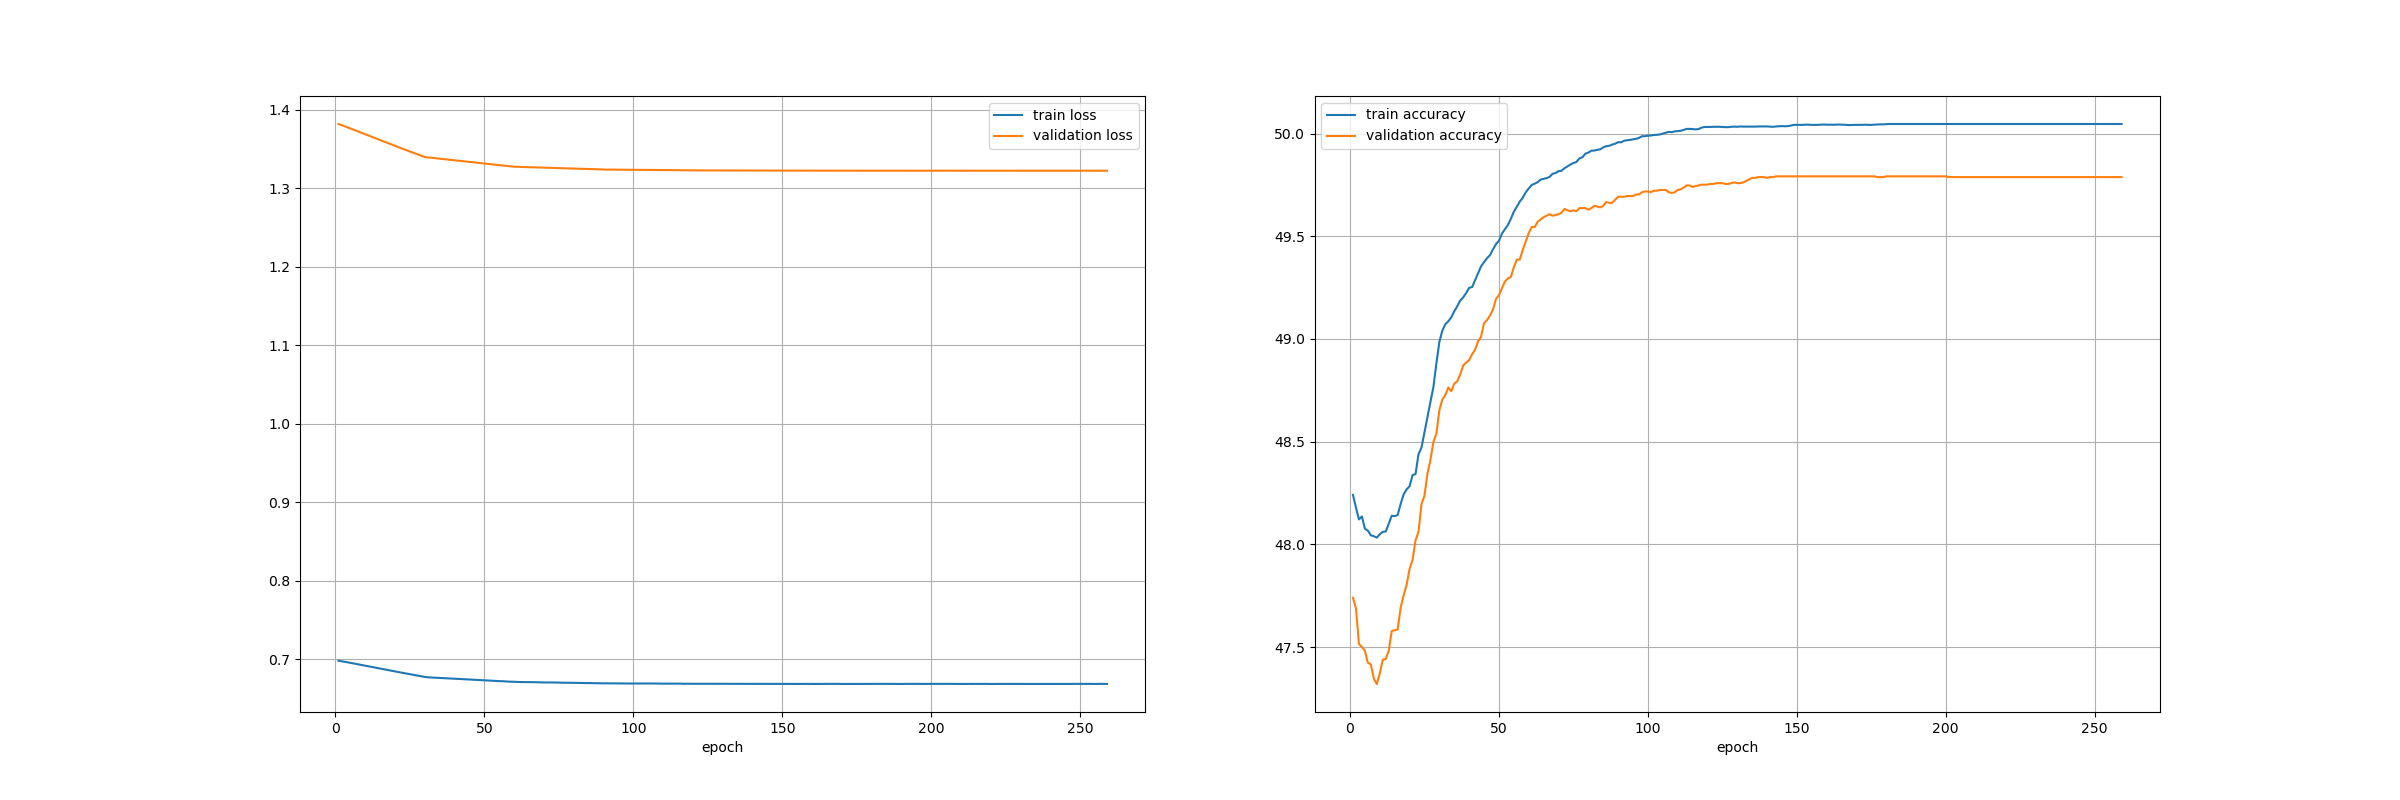 train loss
validation loss
1.4
1.3
1.2
1.1
1.0
0.9
0.8
0.7
0 50 100 150 200 250
epoch
train accuracy
validation accuracy
50.0
49.5
49.0
48.5
48.0
47.5
0 50 100 150 200 250
epoch